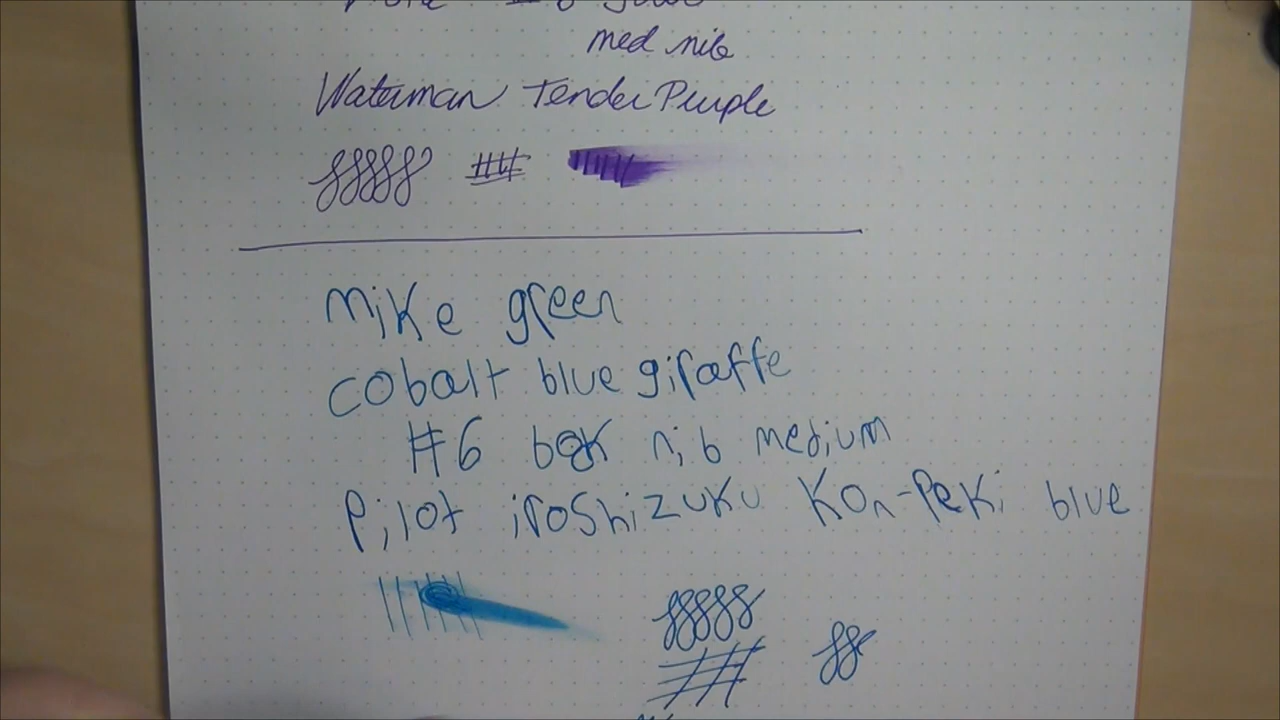 med nib
Waterman Tender Purple
Mike green
cobalt blue giraffe
#6 bok nib medium
Pilot iroshizuku Kon-Peki blue